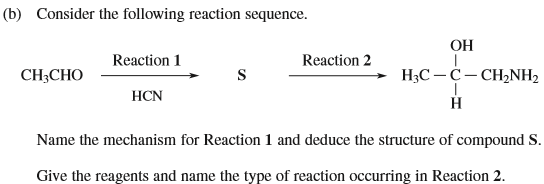 (b) Consider the following reaction sequence.
Reaction 1
Reaction 2
OH
CH₃CHO
S
H₃C – C – CH₂NH₂
HCN
H
Name the mechanism for Reaction 1 and deduce the structure of compound S.
Give the reagents and name the type of reaction occurring in Reaction 2.